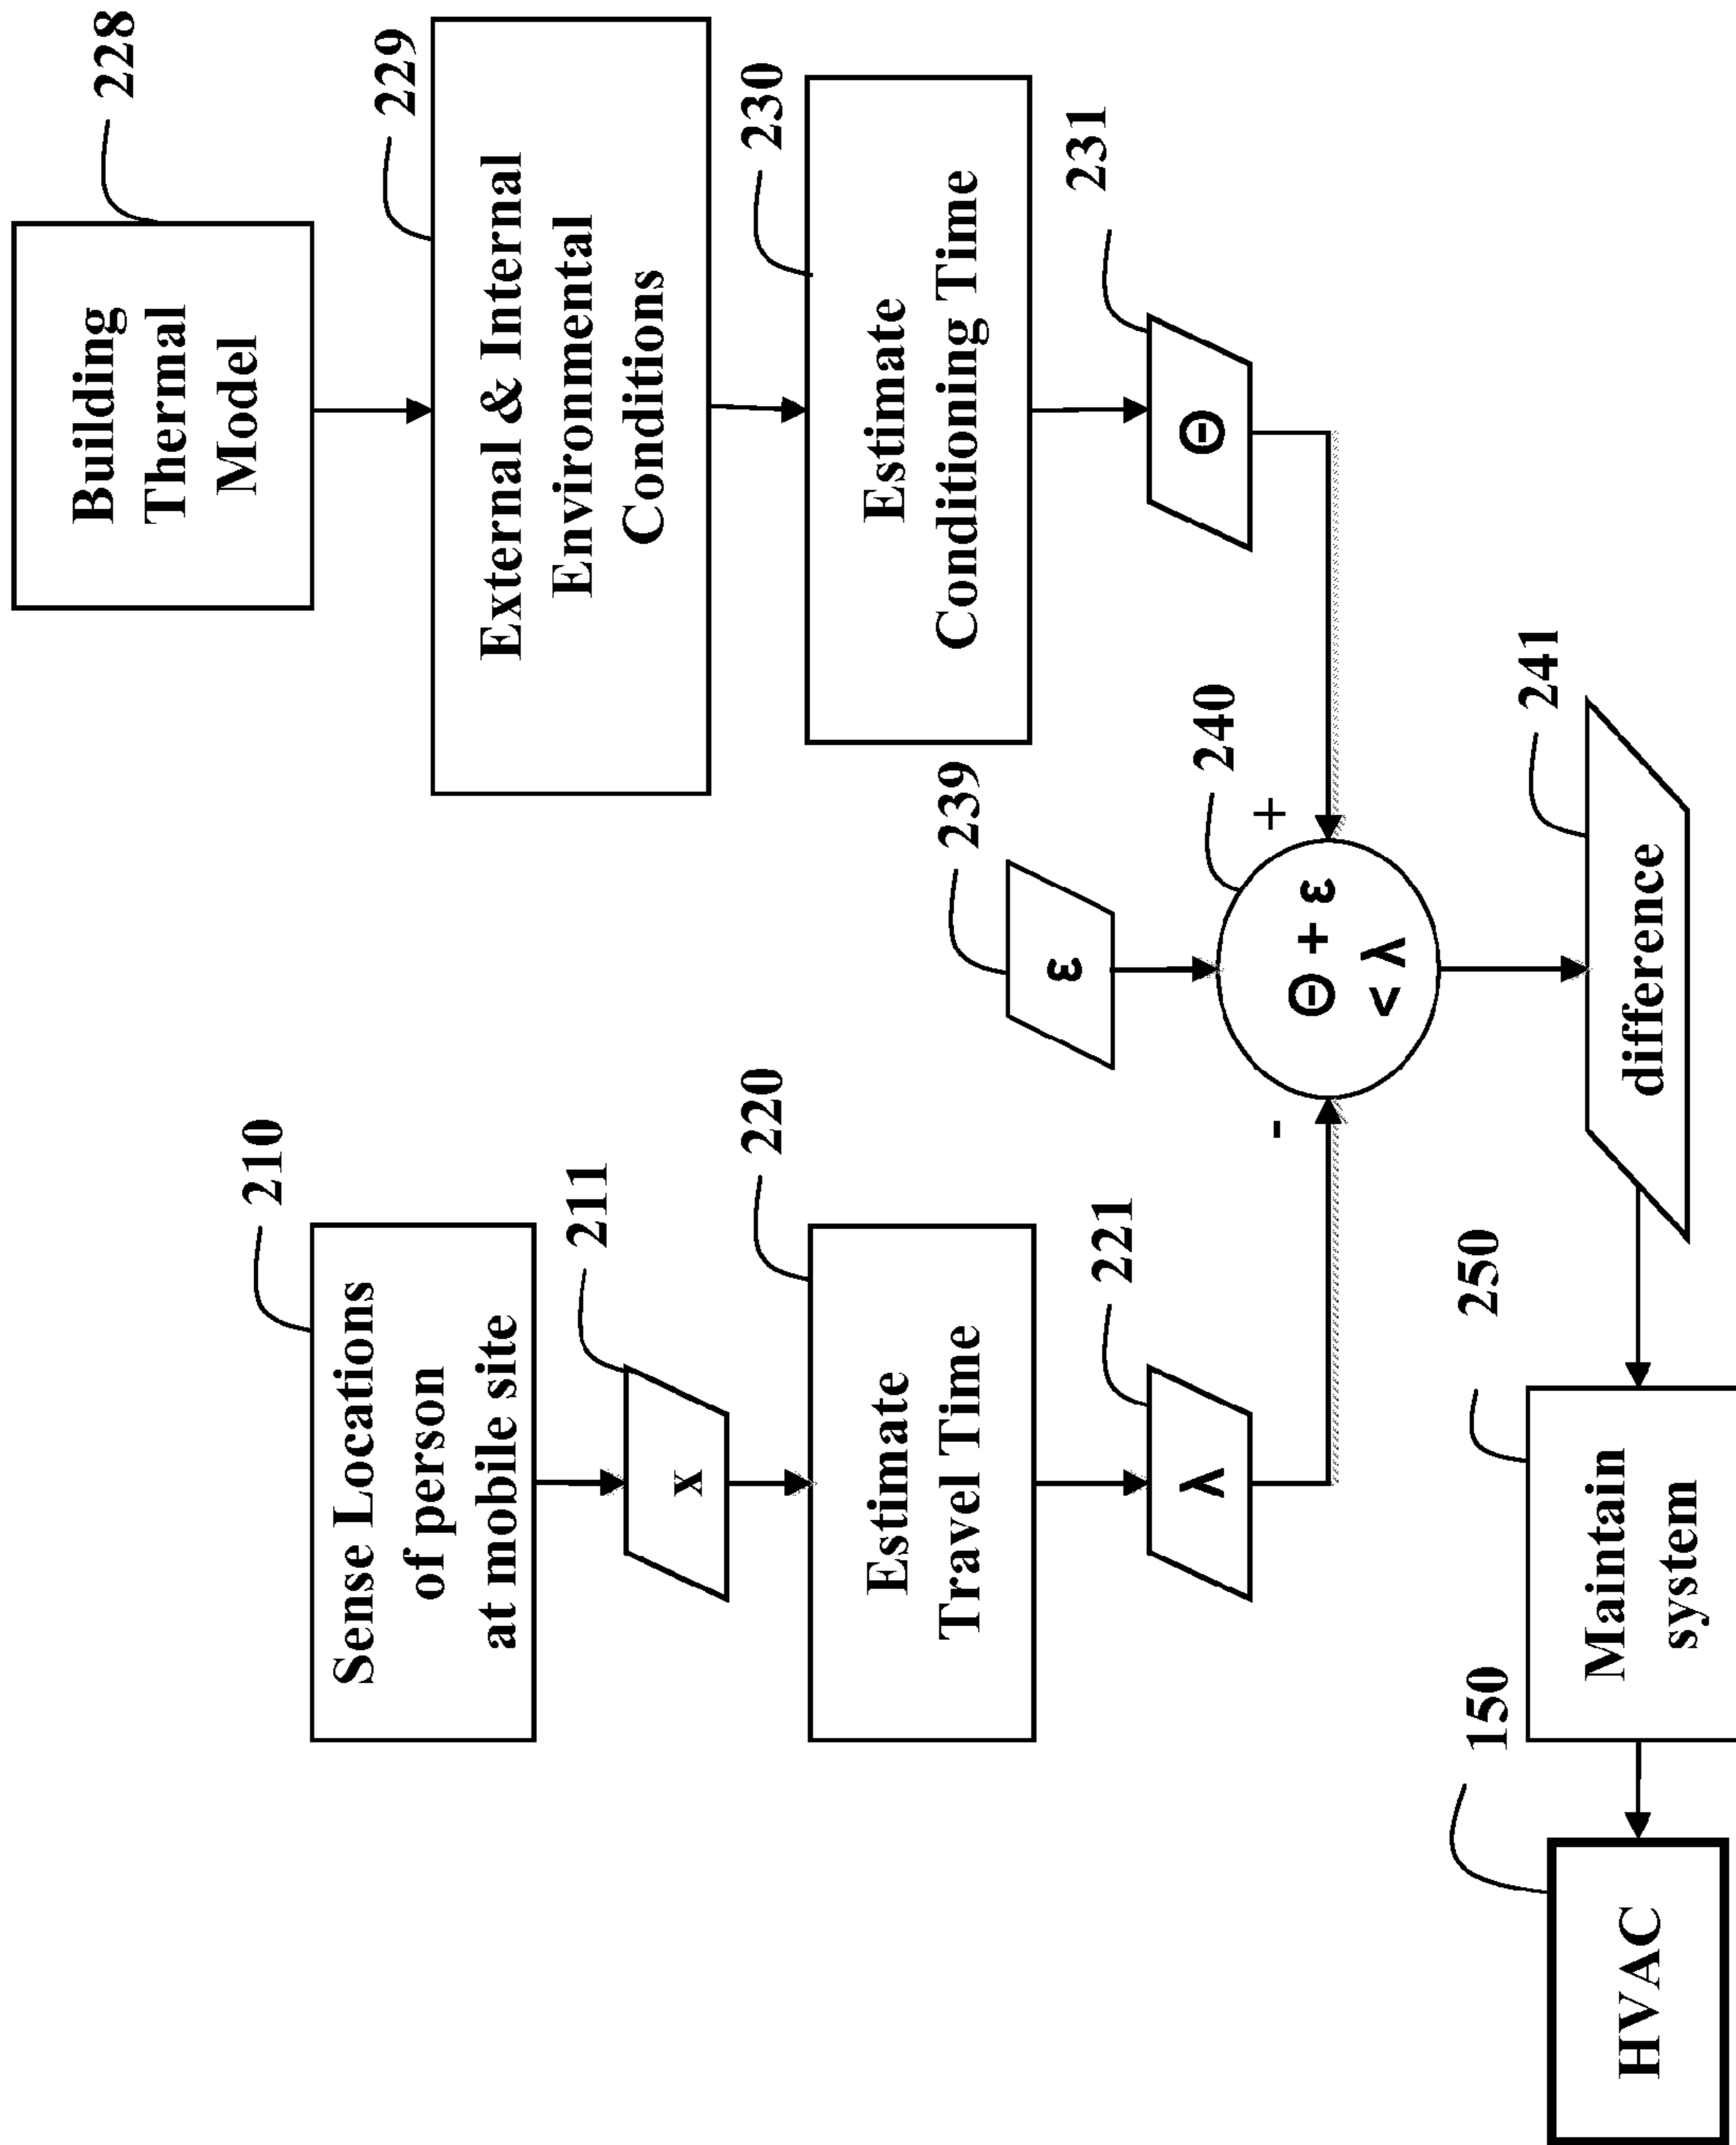 228
Building
Thermal
Model
229
External & Internal
Environmental
Conditions
230
Estimate
Conditioning Time
231
Θ
210
Sense Locations
of person
at mobile site
211
x
220
Estimate
Travel Time
221
λ
239
ε
240
-
+
Θ + ε
< λ
241
difference
250
Maintain
system
150
HVAC